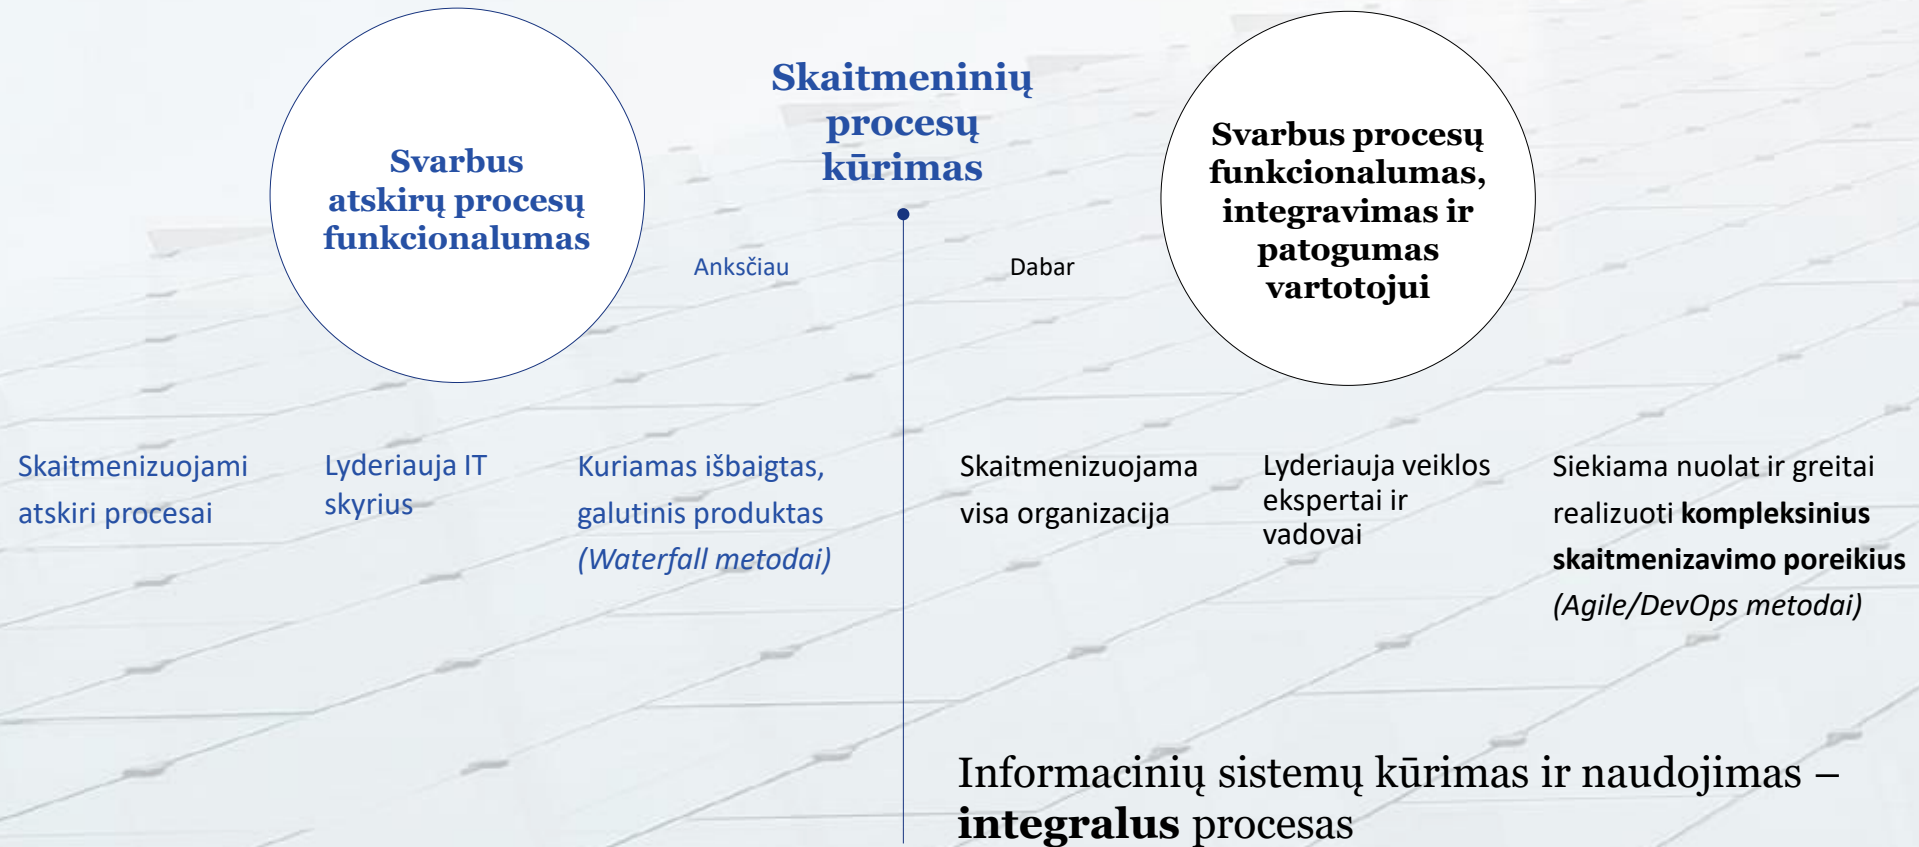 Skaitmeninių
procesų
kūrimas
Svarbus
atskirų procesų
funkcionalumas
Anksčiau
Dabar
Svarbus procesų
funkcionalumas,
integravimas ir
patogumas
vartotojui
Skaitmenizuojami
atskiri procesai
Lyderiauja IT
skyrius
Kuriamas išbaigtas,
galutinis produktas
(Waterfall metodai)
Skaitmenizuojama
visa organizacija
Lyderiauja veiklos
ekspertai ir
vadovai
Siekiama nuolat ir greitai
realizuoti kompleksinius
skaitmenizavimo poreikius
(Agile/DevOps metodai)
Informacinių sistemų kūrimas ir naudojimas –
integralus procesas